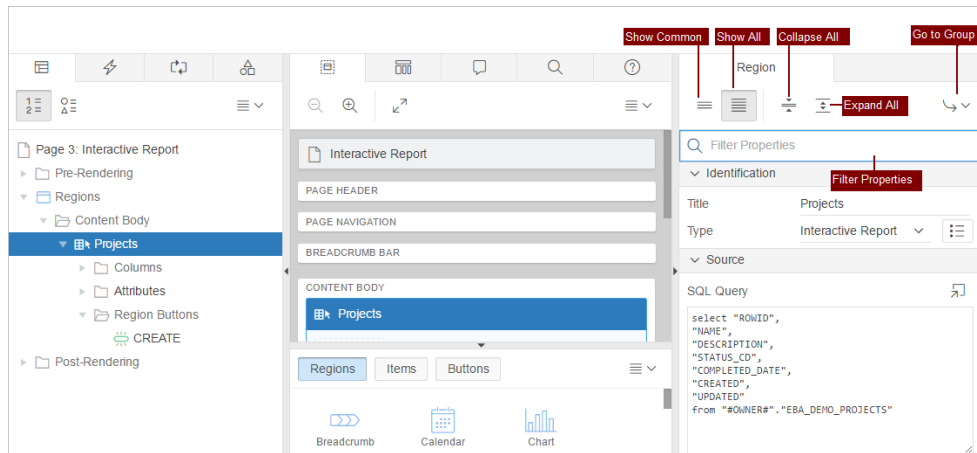 Show Common
Show All
Collapse All
Go to Group
Region
Expand All
Page 3: Interactive Report
Pre-Rendering
Regions
Content Body
Projects
Columns
Attributes
Region Buttons
CREATE
Post-Rendering
Interactive Report
PAGE HEADER
PAGE NAVIGATION
BREADCRUMB BAR
CONTENT BODY
Projects
Regions
Items
Buttons
Breadcrumb
Calendar
Chart
Filter Properties
Identification
Filter Properties
Title
Projects
Type
Interactive Report
Source
SQL Query
select "ROWID",
"NAME",
"DESCRIPTION",
"STATUS_CD",
"COMPLETED_DATE",
"CREATED",
"UPDATED"
from "#OWNER#"."EBA_DEMO_PROJECTS"